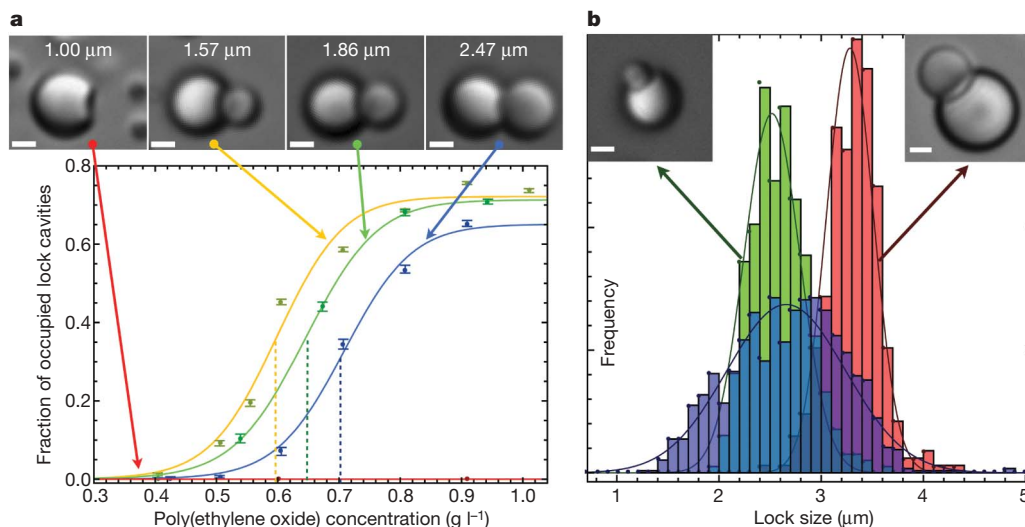 a
1.00 μm
1.57 μm
1.86 μm
2.47 μm
Fraction of occupied lock cavities
0.8
0.6
0.4
0.2
0.0
0.3 0.4 0.5 0.6 0.7 0.8 0.9 1.0
Poly(ethylene oxide) concentration (g l⁻¹)
b
Frequency
1 2 3 4 5
Lock size (μm)